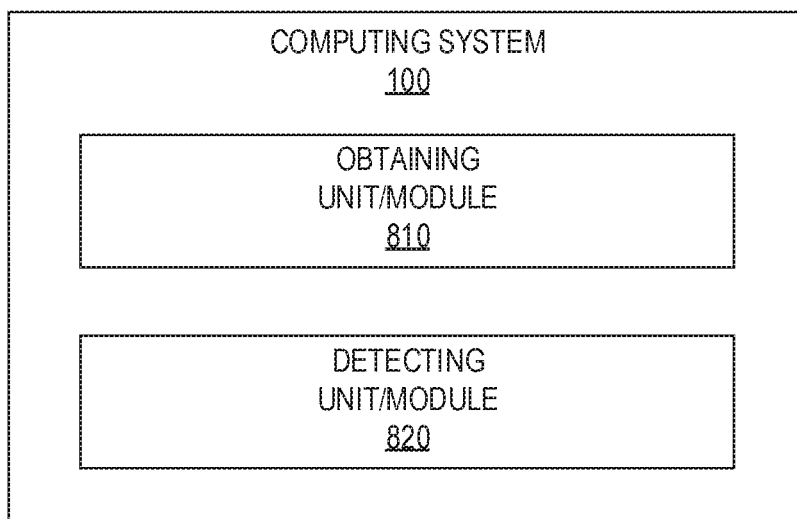 COMPUTING SYSTEM
100
OBTAINING
UNIT/MODULE
810
DETECTING
UNIT/MODULE
820